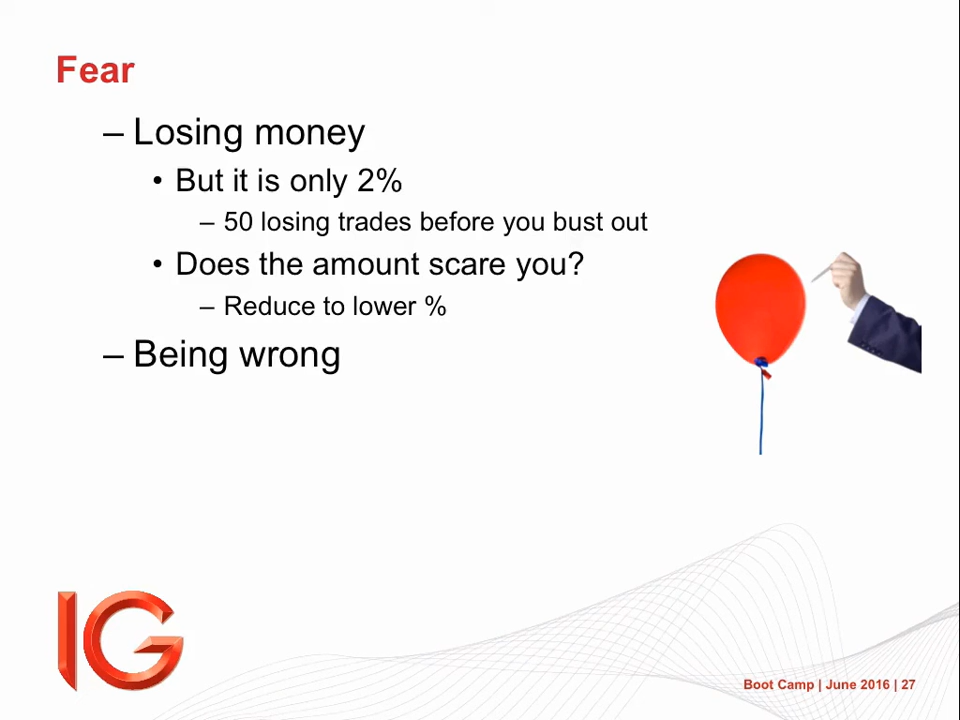 Fear
– Losing money
• But it is only 2%
– 50 losing trades before you bust out
• Does the amount scare you?
– Reduce to lower %
– Being wrong
IG
Boot Camp | June 2016 | 27